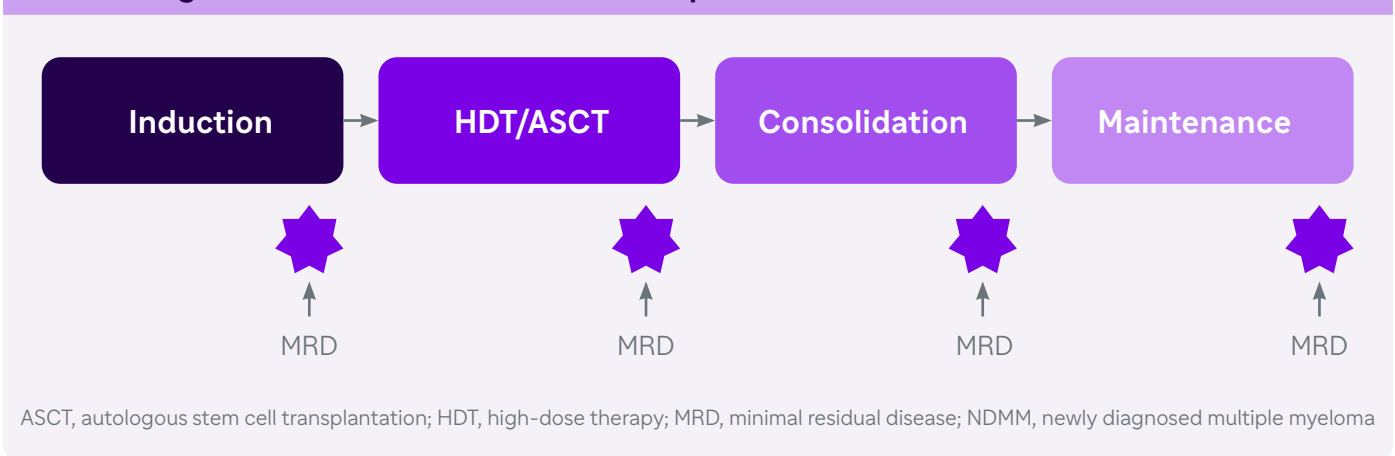 Induction
HDT/ASCT
Consolidation
Maintenance
MRD
MRD
MRD
MRD
ASCT, autologous stem cell transplantation; HDT, high-dose therapy; MRD, minimal residual disease; NDMM, newly diagnosed multiple myeloma